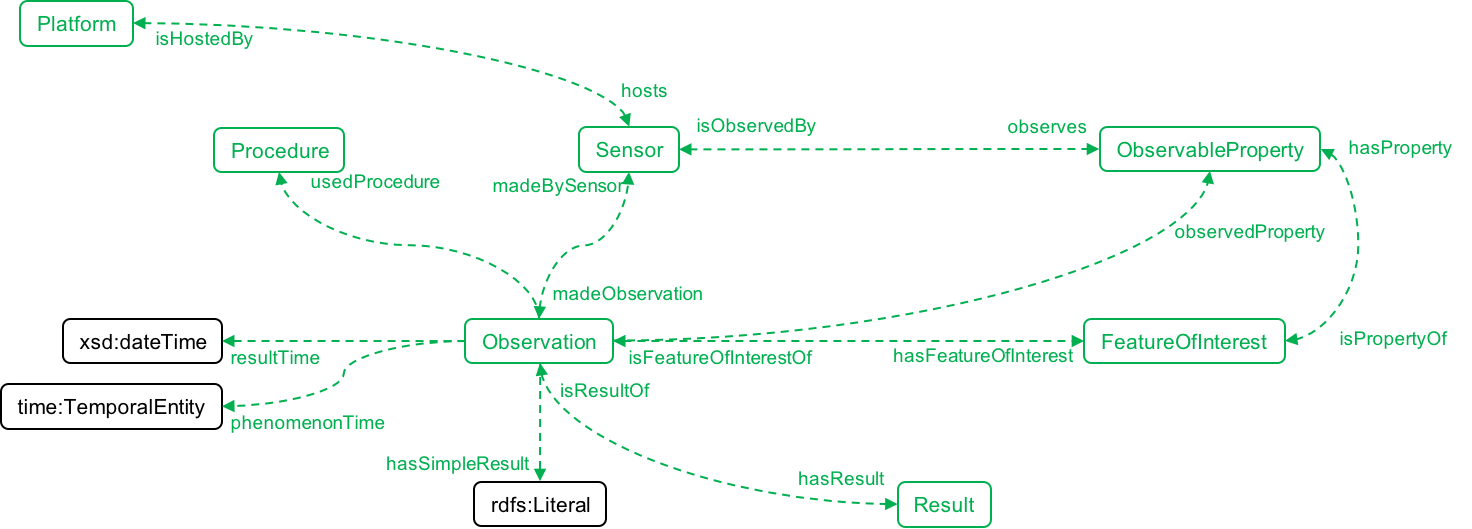 Platform
isHostedBy
hosts
isObservedBy
observes
Procedure
Sensor
ObservableProperty
hasProperty
usedProcedure
madeBySensor
observedProperty
madeObservation
xsd:dateTime
Observation
FeatureOfInterest
isPropertyOf
resultTime
isFeatureOfInterestOf
hasFeatureOfInterest
time:TemporalEntity
isResultOf
phenomenonTime
hasSimpleResult
hasResult
rdfs:Literal
Result